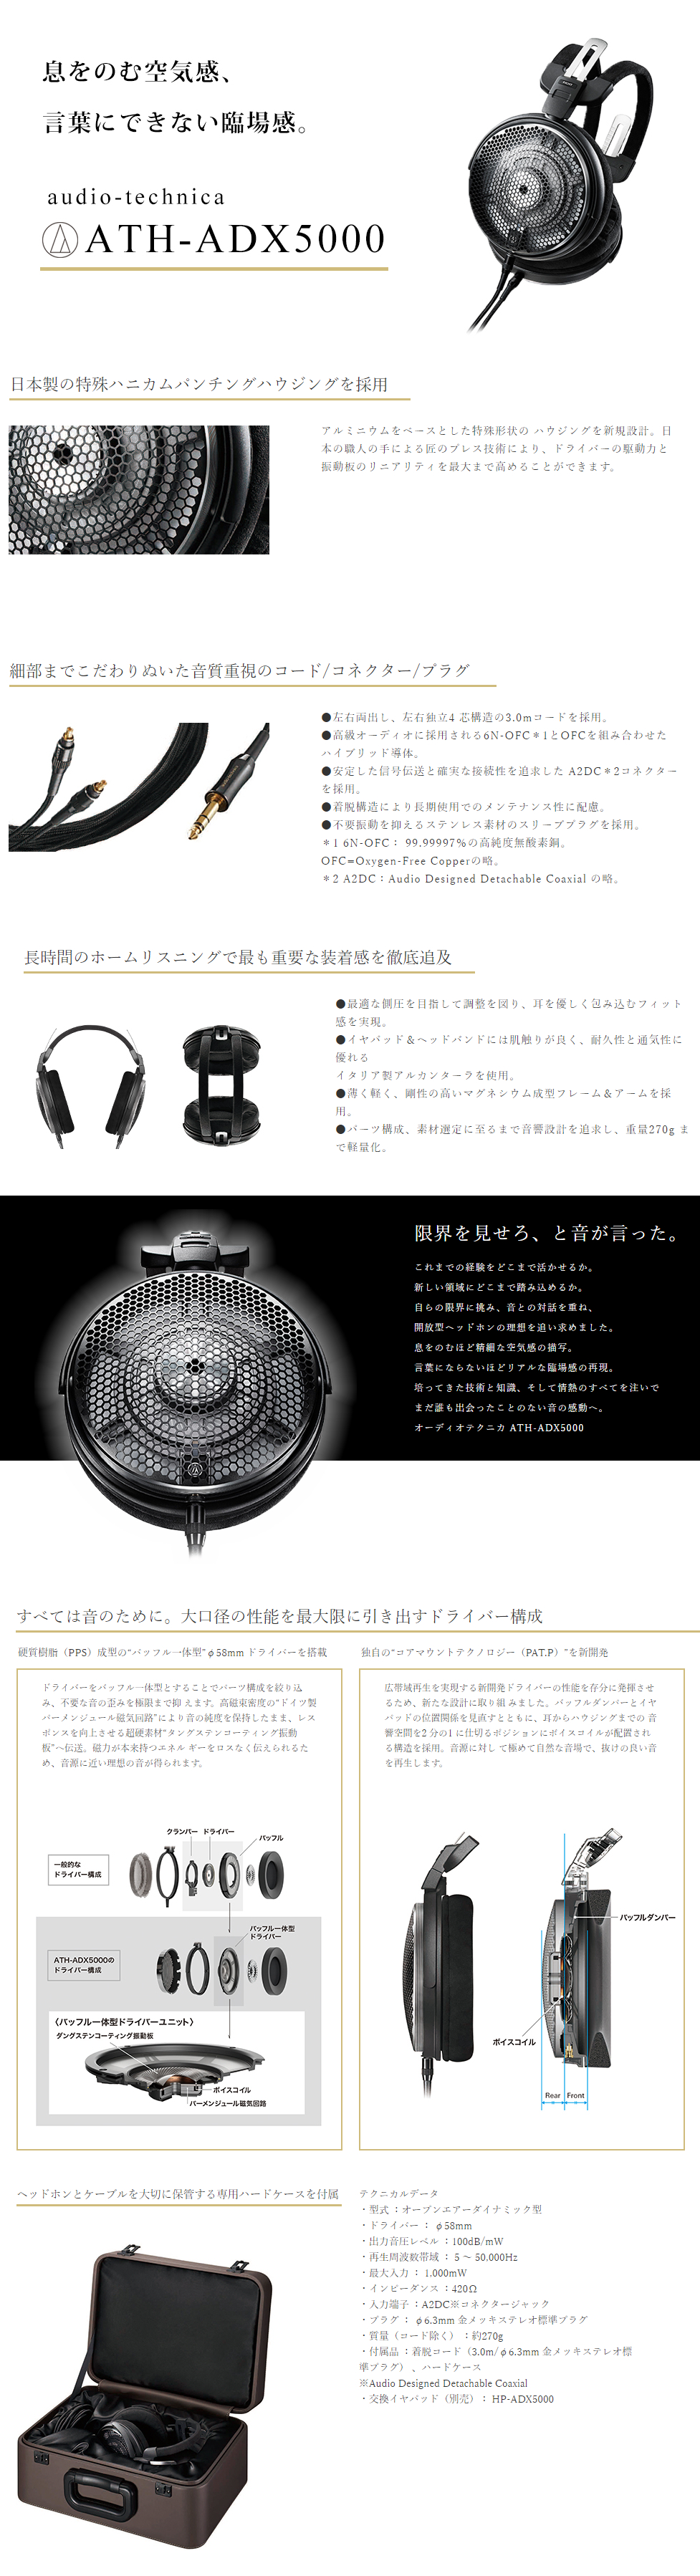 息をのむ空気感、
言葉にできない臨場感。
audio-technica
ATH-ADX5000
日本製の特殊ハニカムパンチングハウジングを採用
アルミニウムをベースとした特殊形状の ハウジングを新規設計。日
本の職人の手による匠のプレス技術により、ドライバーの駆動力と
振動板のリニアリティを最大まで高めることができます。
細部までこだわりぬいた音質重視のコード/コネクター/プラグ
●左右両出し、左右独立4 芯構造の3.0mコードを採用。
●高級オーディオに採用される6N-OFC＊1とOFCを組み合わせた
ハイブリッド導体。
●安定した信号伝送と確実な接続性を追求した A2DC＊2コネクター
を採用。
●着脱構造により長期使用でのメンテナンス性に配慮。
●不要振動を抑えるステンレス素材のスリーブプラグを採用。
＊1 6N-OFC： 99.99997％の高純度無酸素銅。
OFC=Oxygen-Free Copperの略。
＊2 A2DC：Audio Designed Detachable Coaxial の略。
長時間のホームリスニングで最も重要な装着感を徹底追及
●最適な側圧を目指して調整を図り、耳を優しく包み込むフィット
感を実現。
●イヤパッド＆ヘッドバンドには肌触りが良く、耐久性と通気性に
優れる
イタリア製アルカンターラを使用。
●薄く軽く、剛性の高いマグネシウム成型フレーム＆アームを採
用。
●パーツ構成、素材選定に至るまで音響設計を追求し、重量270g ま
で軽量化。
限界を見せろ、と音が言った。
これまでの経験をどこまで活かせるか。
新しい領域にどこまで踏み込めるか。
自らの限界に挑み、音との対話を重ね、
開放型ヘッドホンの理想を追い求めました。
息をのむほど精細な空気感の描写。
言葉にならないほどリアルな臨場感の再現。
培ってきた技術と知識、そして情熱のすべてを注いで
まだ誰も出会ったことのない音の感動へ。
オーディオテクニカ ATH-ADX5000
すべては音のために。大口径の性能を最大限に引き出すドライバー構成
硬質樹脂（PPS）成型の“バッフル一体型”φ58mm ドライバーを搭載
ドライバーをバッフル一体型とすることでパーツ構成を絞り込
み、不要な音の歪みを極限まで抑 えます。高磁束密度の“ドイツ製
パーメンジュール磁気回路”により音の純度を保持したまま、レス
ポンスを向上させる超硬素材“タングステンコーティング振動
板”へ伝送。磁力が本来持つエネル ギーをロスなく伝えられるた
め、音源に近い理想の音が得られます。
クランパー ドライバー
バッフル
一般的な
ドライバー構成
バッフル一体型
ドライバー
ATH-ADX5000の
ドライバー構成
〈バッフル一体型ドライバーユニット〉
タングステンコーティング振動板
ボイスコイル
パーメンジュール磁気回路
独自の“コアマウントテクノロジー（PAT.P）”を新開発
広帯域再生を実現する新開発ドライバーの性能を存分に発揮させ
るため、新たな設計に取り組 みました。バッフルダンパーとイヤ
パッドの位置関係を見直すとともに、耳からハウジングまでの 音
響空間を2 分の1 に仕切るポジションにボイスコイルが配置され
る構造を採用。音源に対し て極めて自然な音場で、抜けの良い音
を再生します。
バッフルダンパー
ボイスコイル
Rear Front
ヘッドホンとケーブルを大切に保管する専用ハードケースを付属
テクニカルデータ
・型式 ：オープンエアーダイナミック型
・ドライバー ： φ58mm
・出力音圧レベル ：100dB/mW
・再生周波数帯域 ： 5 ～ 50,000Hz
・最大入力 ： 1,000mW
・インピーダンス ：420Ω
・入力端子 ：A2DC※コネクタージャック
・プラグ ： φ6.3mm 金メッキステレオ標準プラグ
・質量（コード除く） ：約270g
・付属品 ：着脱コード（3.0m/φ6.3mm 金メッキステレオ標
準プラグ） 、ハードケース
※Audio Designed Detachable Coaxial
・交換イヤパッド（別売）： HP-ADX5000